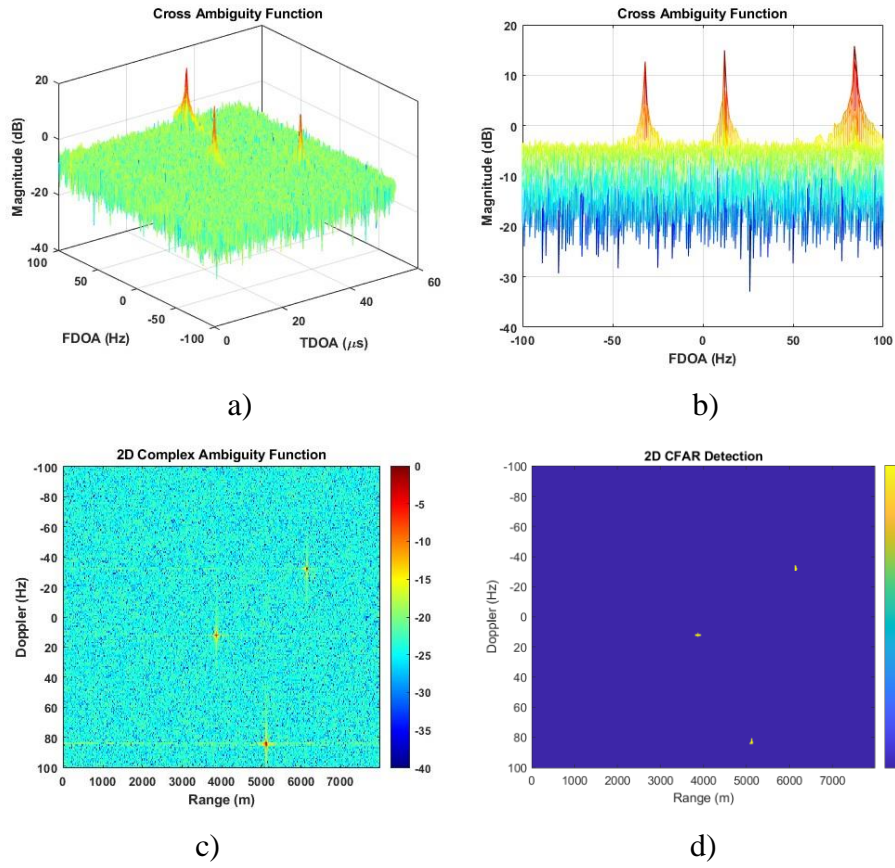 Cross Ambiguity Function
20
0
-20
-40
Magnitude (dB)
100
50
0
-50
-100
FDOA (Hz)
0
20
40
60
TDOA (μs)
a)
Cross Ambiguity Function
20
10
0
-10
-20
-30
-40
Magnitude (dB)
-100
-50
0
50
100
FDOA (Hz)
b)
2D Complex Ambiguity Function
-100
-80
-60
-40
-20
0
20
40
60
80
100
Doppler (Hz)
0 1000 2000 3000 4000 5000 6000 7000
Range (m)
0
-5
-10
-15
-20
-25
-30
-35
-40
c)
2D CFAR Detection
-100
-80
-60
-40
-20
0
20
40
60
80
100
Doppler (Hz)
0 1000 2000 3000 4000 5000 6000 7000
Range (m)
d)